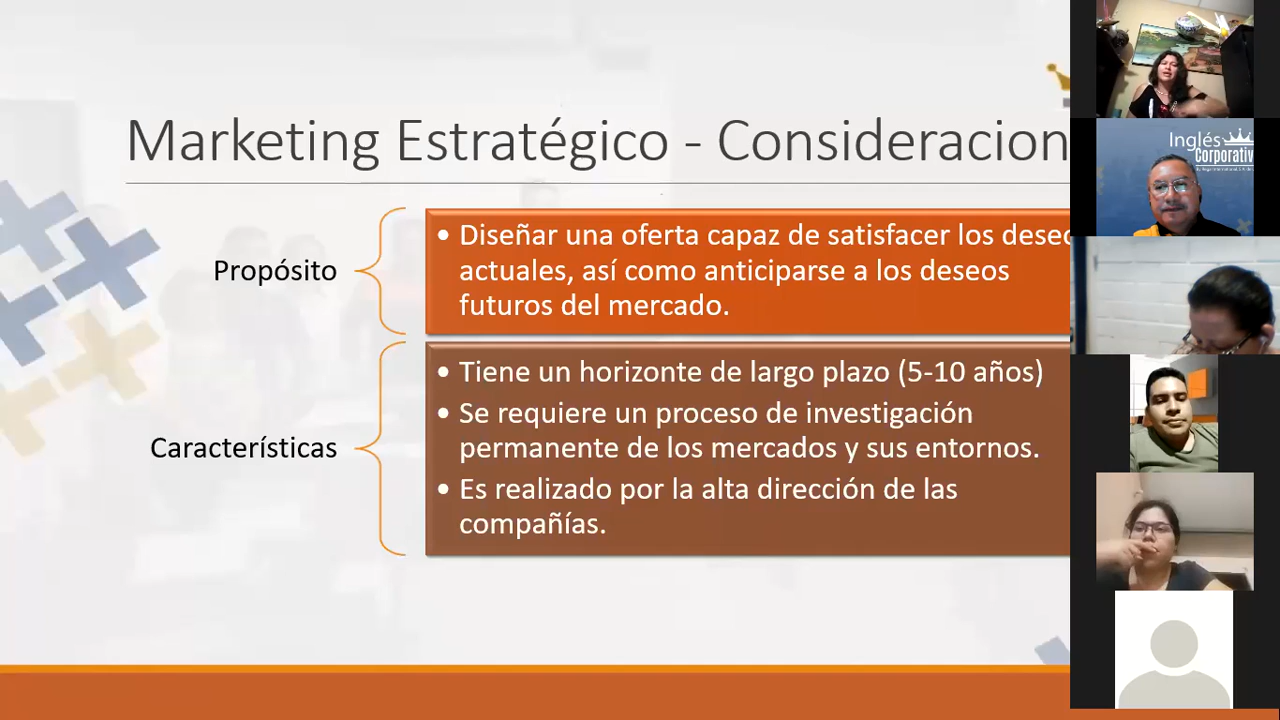 Marketing Estratégico - Consideracion
Propósito
• Diseñar una oferta capaz de satisfacer los deseo
actuales, así como anticiparse a los deseos
futuros del mercado.
Características
• Tiene un horizonte de largo plazo (5-10 años)
• Se requiere un proceso de investigación
permanente de los mercados y sus entornos.
• Es realizado por la alta dirección de las
compañías.
Inglés
Corporativ